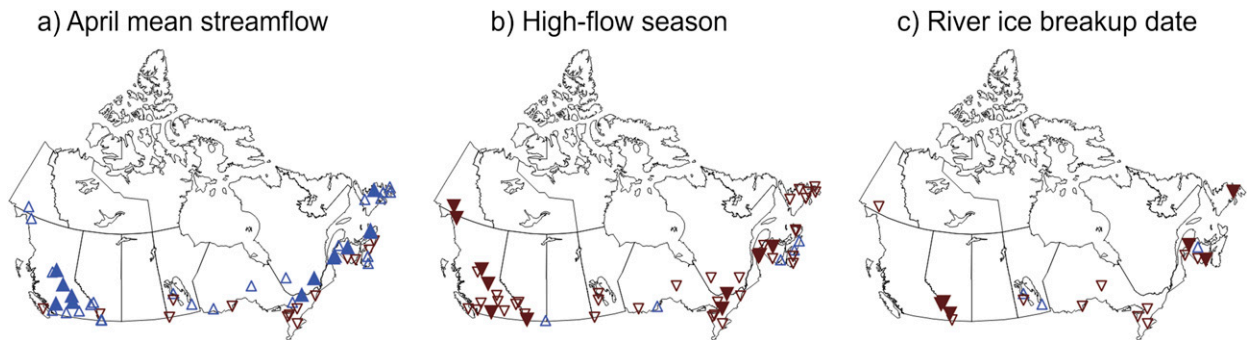 a) April mean streamflow
b) High-flow season
c) River ice breakup date